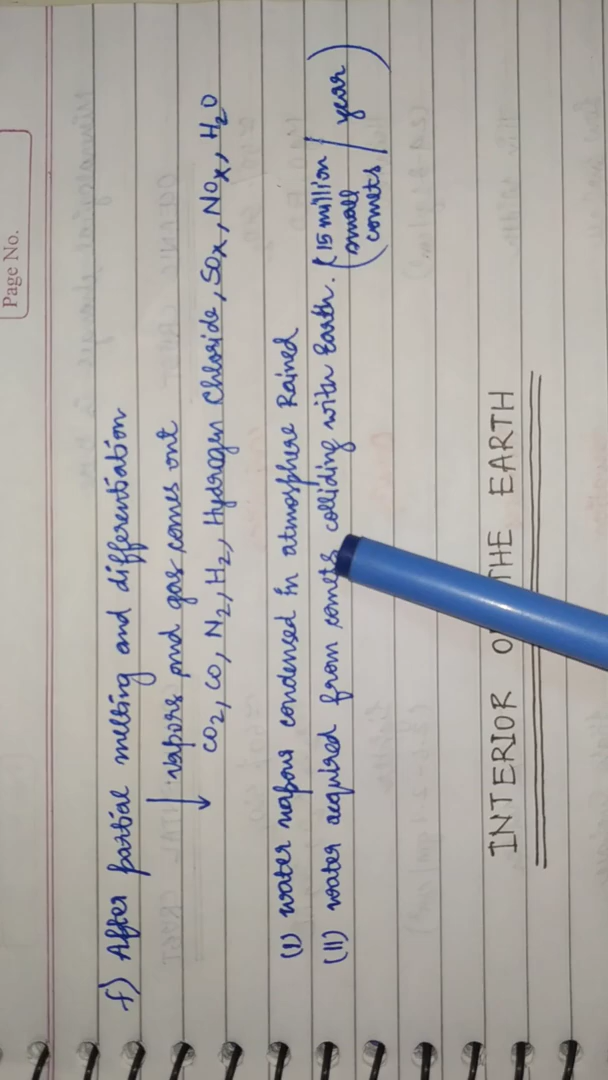 Page No.
f) After partial melting and differentiation
vapors and gas comes out
CO2, CO, N2, H2, Hydrogen Chloride, SOx, NOx, H2O
(I) water vapour condensed in atmosphere Rained
(II) water acquired from comets colliding with Earth. (15 million small comets / year)
INTERIOR OF THE EARTH